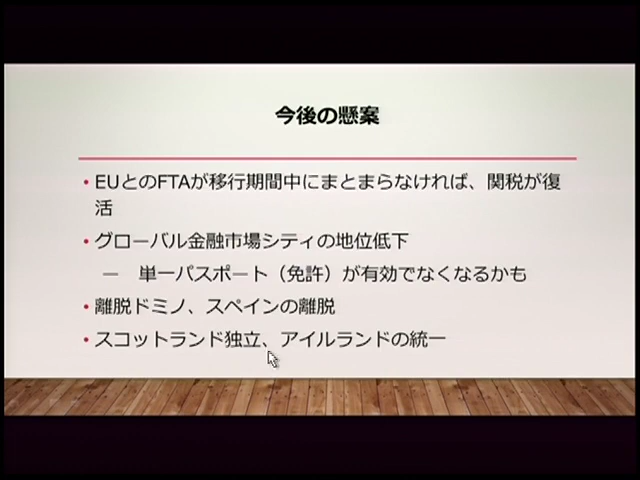 今後の懸案
• EUとのFTAが移行期間中にまとまらなければ、関税が復
活
• グローバル金融市場シティの地位低下
－ 単一パスポート（免許）が有効でなくなるかも
• 離脱ドミノ、スペインの離脱
• スコットランド独立、アイルランドの統一